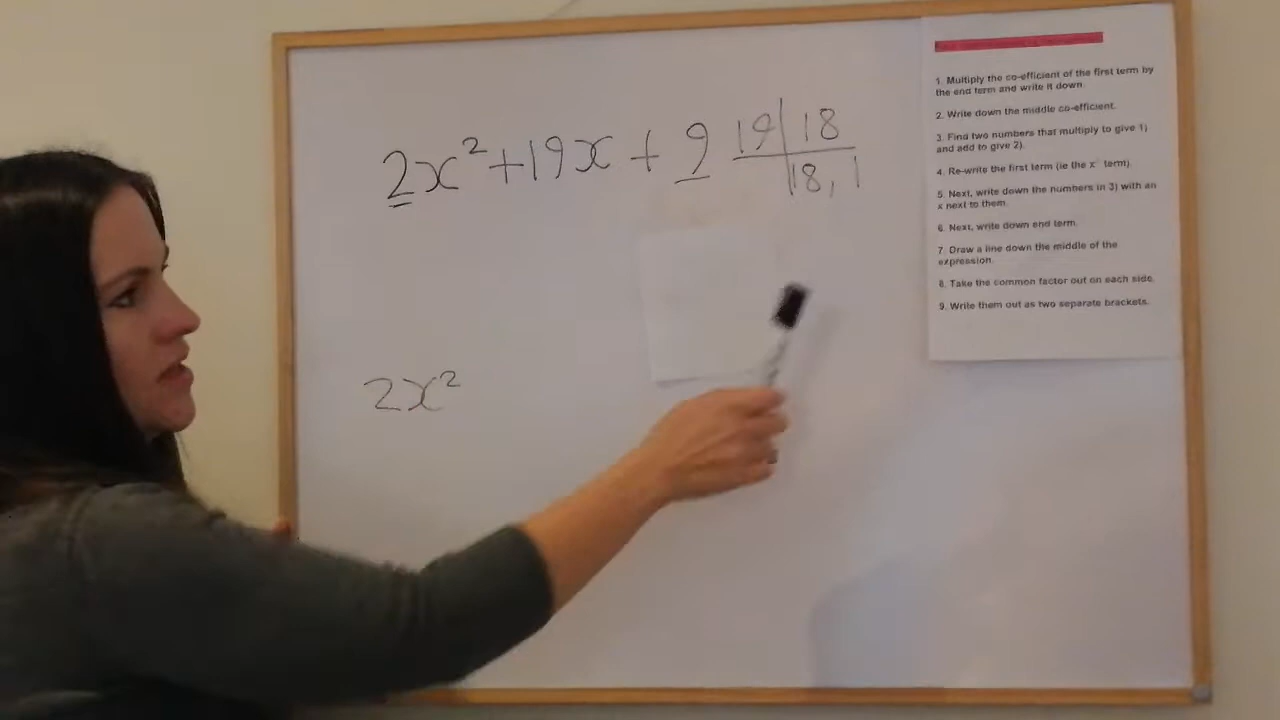 2x²+19x + 9
19 | 18
18, 1
2x²
1. Multiply the co-efficient of the first term by
the end term and write it down.
2. Write down the middle co-efficient.
3. Find two numbers that multiply to give 1)
and add to give 2).
4. Re-write the first term (ie the x² term).
5. Next, write down the numbers in 3) with an
x next to them.
6. Next, write down end term.
7. Draw a line down the middle of the
expression.
8. Take the common factor out on each side.
9. Write them out as two separate brackets.